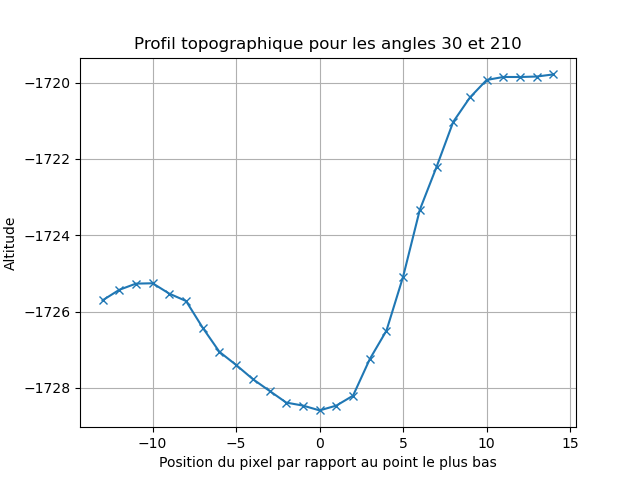 Profil topographique pour les angles 30 et 210
−1720
−1722
−1724
−1726
−1728
Altitude
−10 −5 0 5 10 15
Position du pixel par rapport au point le plus bas